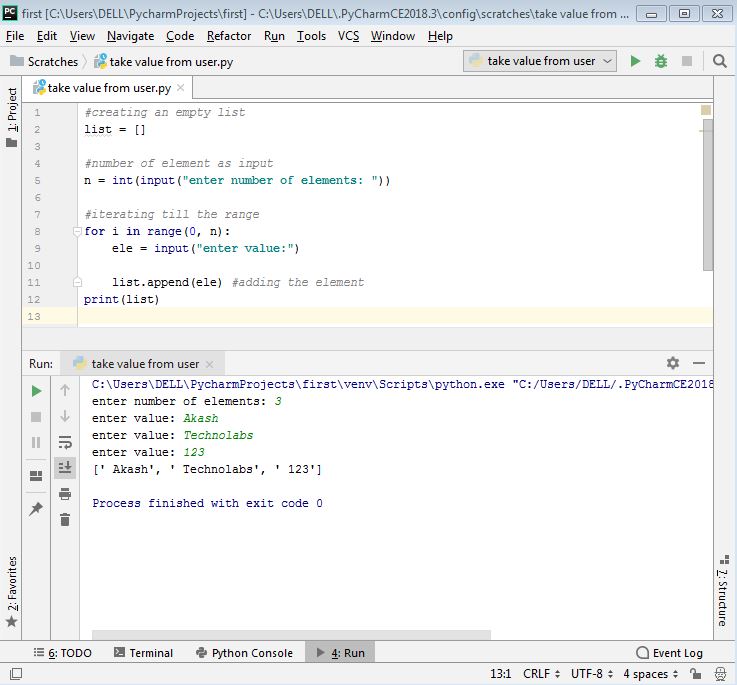 PC first [C:\Users\DELL\PycharmProjects\first] - C:\Users\DELL\.PyCharmCE2018.3\config\scratches\take value from ...
File Edit View Navigate Code Refactor Run Tools VCS Window Help
Scratches take value from user.py take value from user
1: Project
take value from user.py
1 #creating an empty list
2 list = []
3
4 #number of element as input
5 n = int(input("enter number of elements: "))
6
7 #iterating till the range
8 for i in range(0, n):
9     ele = input("enter value:")
10
11     list.append(ele) #adding the element
12 print(list)
13
Run: take value from user
C:\Users\DELL\PycharmProjects\first\venv\Scripts\python.exe "C:/Users/DELL/.PyCharmCE2018
enter number of elements: 3
enter value: Akash
enter value: Technolabs
enter value: 123
[' Akash', ' Technolabs', ' 123']
Process finished with exit code 0
2: Favorites
7: Structure
6: TODO Terminal Python Console 4: Run Event Log
13:1 CRLF UTF-8 4 spaces